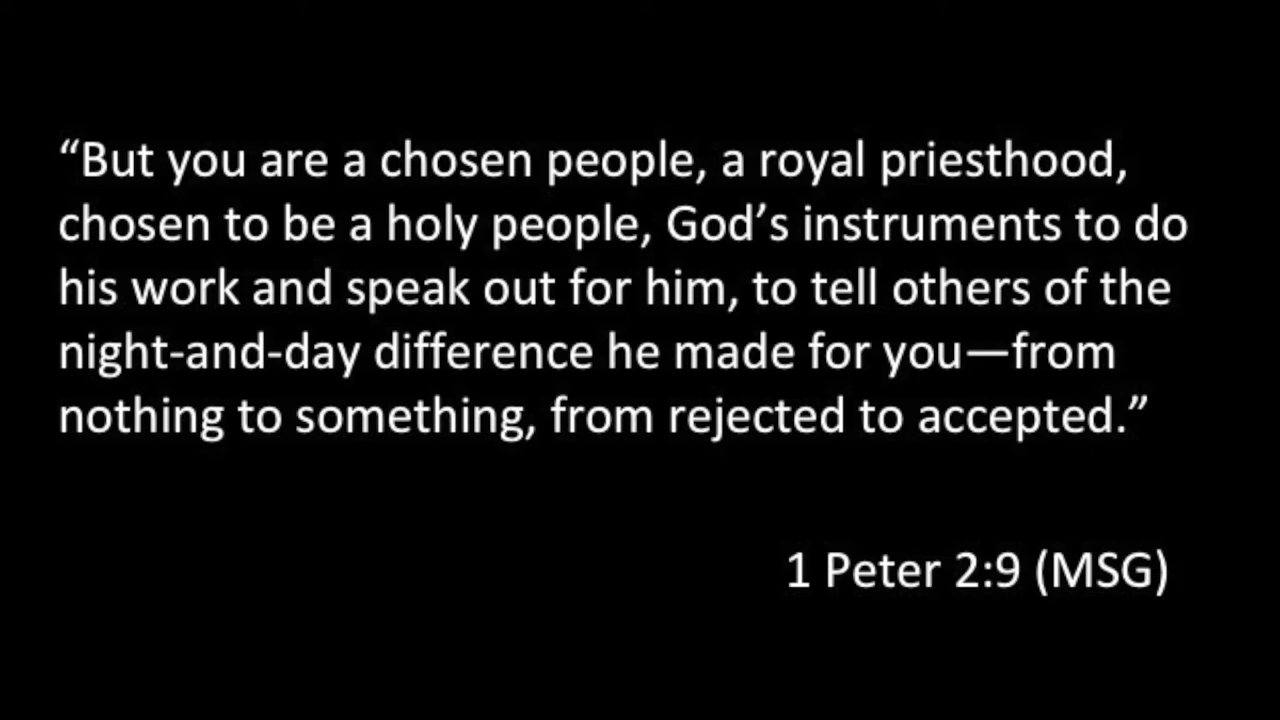 “But you are a chosen people, a royal priesthood,
chosen to be a holy people, God’s instruments to do
his work and speak out for him, to tell others of the
night-and-day difference he made for you—from
nothing to something, from rejected to accepted.”
1 Peter 2:9 (MSG)